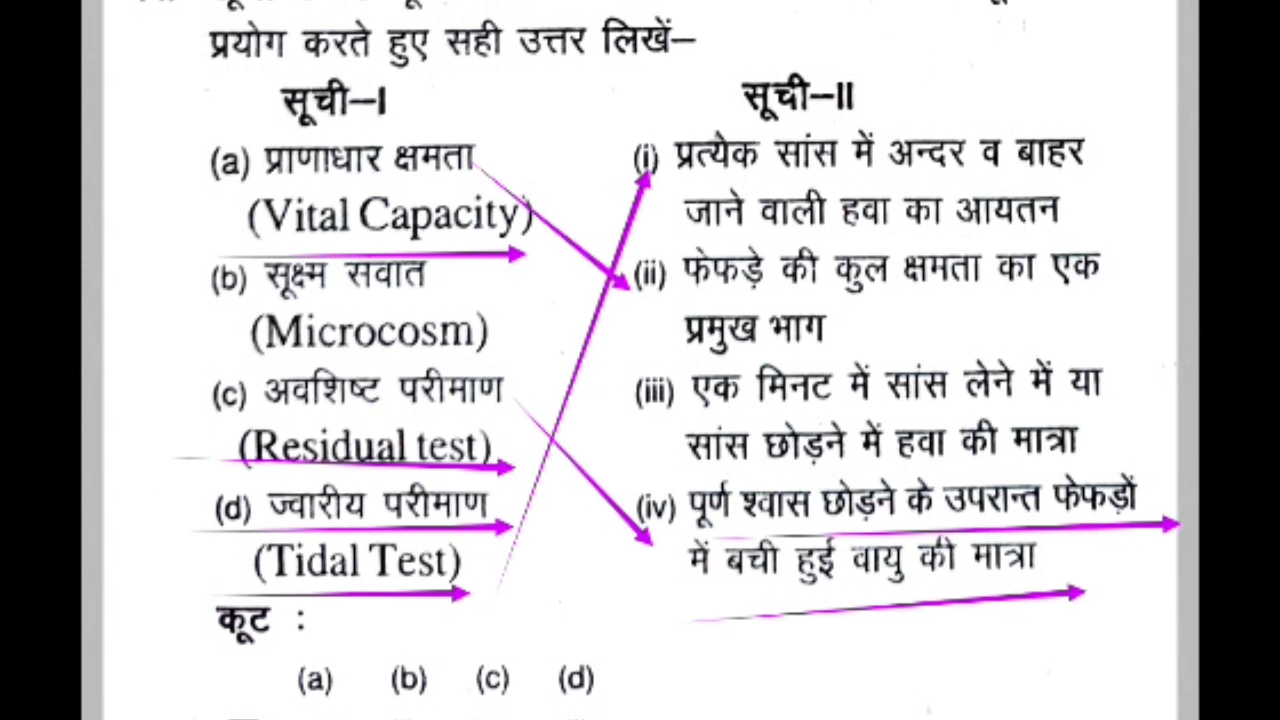 प्रयोग करते हुए सही उत्तर लिखें–
सूची–I सूची–II
(a) प्राणाधार क्षमता (i) प्रत्येक सांस में अन्दर व बाहर
(Vital Capacity) जाने वाली हवा का आयतन
(b) सूक्ष्म सवात (ii) फेफड़े की कुल क्षमता का एक
(Microcosm) प्रमुख भाग
(c) अवशिष्ट परीमाण (iii) एक मिनट में सांस लेने में या
(Residual test) सांस छोड़ने में हवा की मात्रा
(d) ज्वारीय परीमाण (iv) पूर्ण श्वास छोड़ने के उपरान्त फेफड़ों
(Tidal Test) में बची हुई वायु की मात्रा
कूट :
(a) (b) (c) (d)